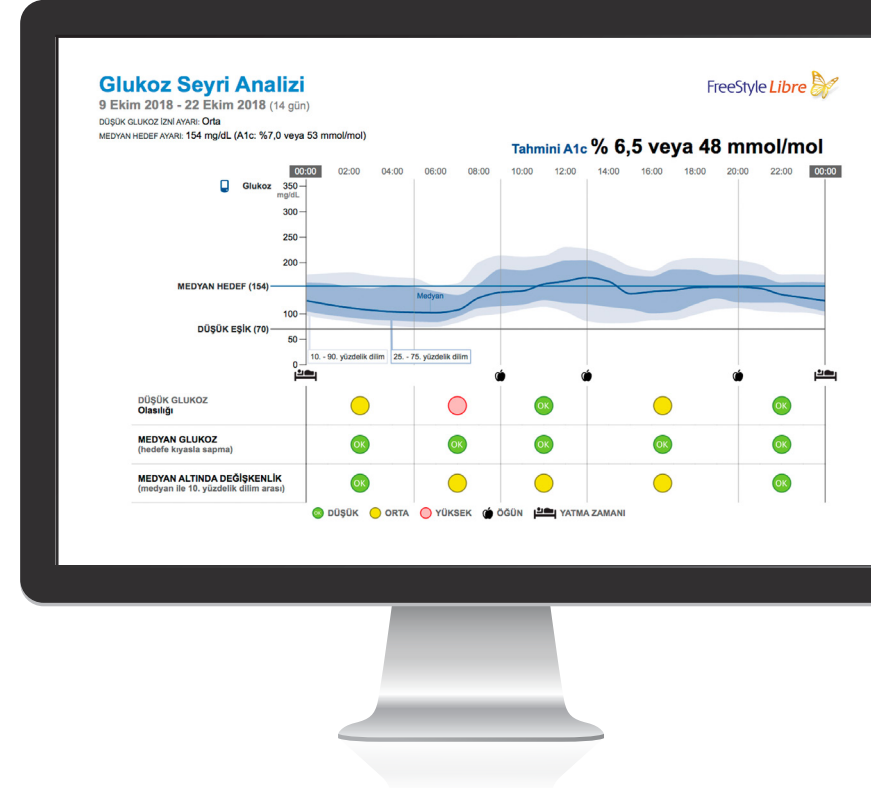 Glukoz Seyri Analizi
9 Ekim 2018 - 22 Ekim 2018 (14 gün)
DÜŞÜK GLUKOZ İZNİ AYARI: Orta
MEDYAN HEDEF AYARI: 154 mg/dL (A1c: %7,0 veya 53 mmol/mol)
FreeStyle Libre
Tahmini A1c % 6,5 veya 48 mmol/mol
00:00 02:00 04:00 06:00 08:00 10:00 12:00 14:00 16:00 18:00 20:00 22:00 00:00
Glukoz 350
mg/dL
300
250
200
MEDYAN HEDEF (154)
Medyan
100
DÜŞÜK EŞİK (70)
50
10. - 90. yüzdelik dilim 25. - 75. yüzdelik dilim
0
DÜŞÜK GLUKOZ
Olasılığı
OK OK
MEDYAN GLUKOZ
(hedefe kıyasla sapma)
OK OK OK OK OK
MEDYAN ALTINDA DEĞİŞKENLİK
(medyan ile 10. yüzdelik dilim arası)
OK OK
OK DÜŞÜK ORTA YÜKSEK ÖĞÜN YATMA ZAMANI